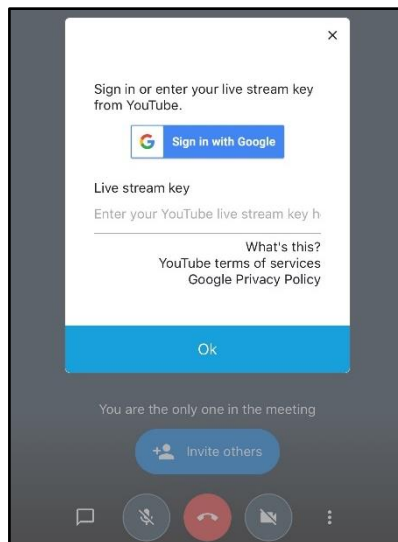 Sign in or enter your live stream key
from YouTube.
G Sign in with Google
Live stream key
Enter your YouTube live stream key h
What's this?
YouTube terms of services
Google Privacy Policy
Ok
You are the only one in the meeting
Invite others